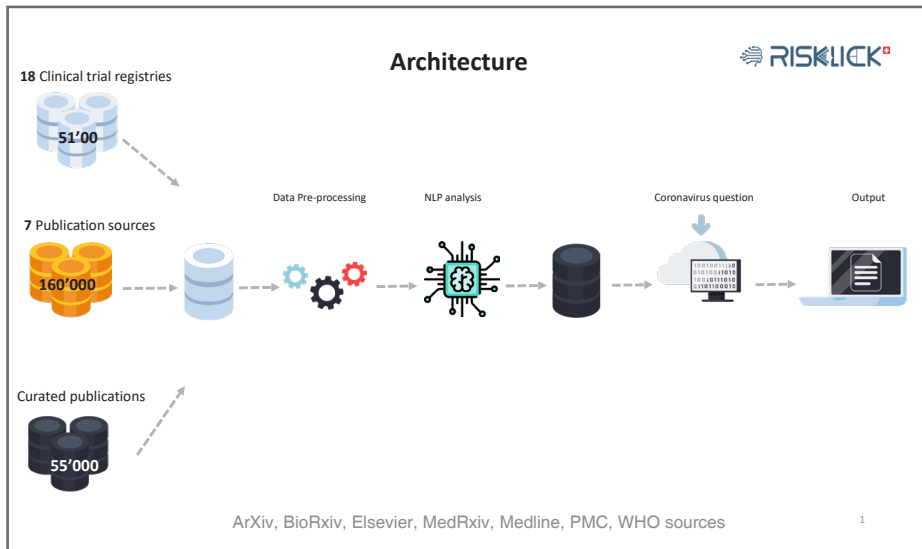 Architecture
RISKLICK
18 Clinical trial registries
51'00
7 Publication sources
160'000
Curated publications
55'000
Data Pre-processing
NLP analysis
Coronavirus question
Output
ArXiv, BioRxiv, Elsevier, MedRxiv, Medline, PMC, WHO sources
1